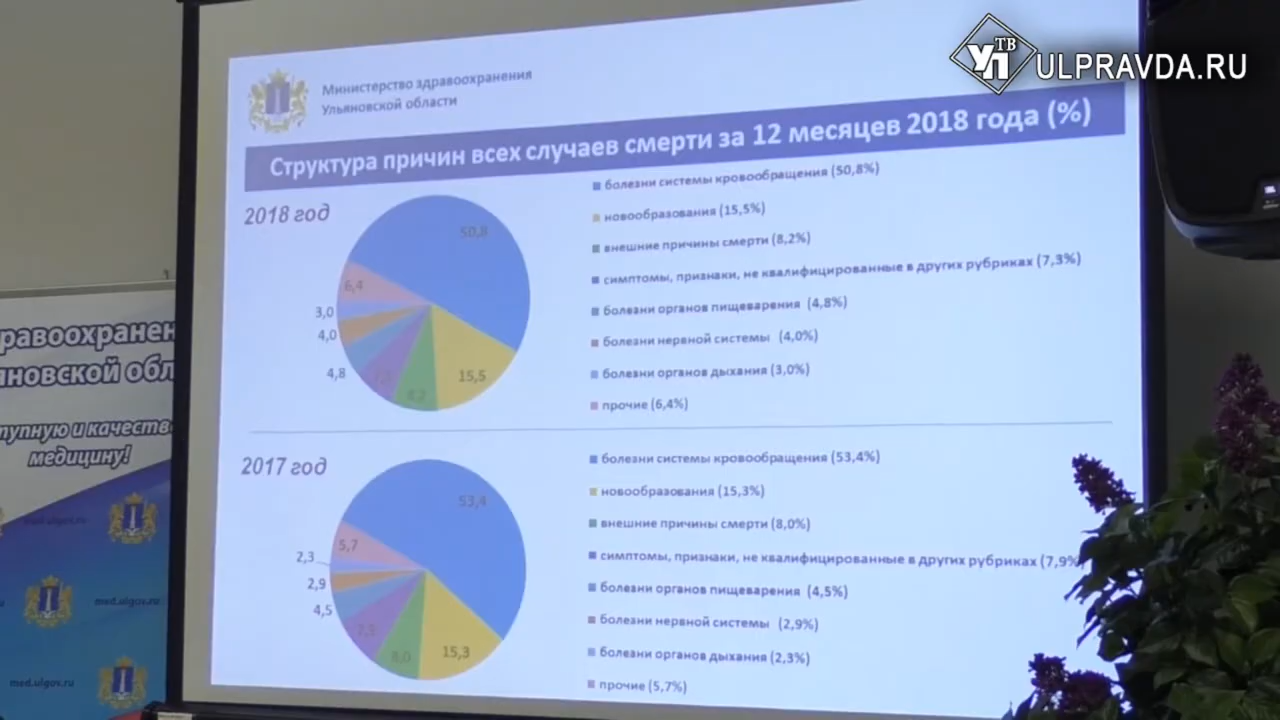 УП ТВ ULPRAVDA.RU
Министерство здравоохранения
Ульяновской области
Структура причин всех случаев смерти за 12 месяцев 2018 года (%)
2018 год
50,8
6,4
3,0
4,0
4,8
15,5
8,2
болезни системы кровообращения (50,8%)
новообразования (15,5%)
внешние причины смерти (8,2%)
симптомы, признаки, не квалифицированные в других рубриках (7,3%)
болезни органов пищеварения (4,8%)
болезни нервной системы (4,0%)
болезни органов дыхания (3,0%)
прочие (6,4%)
2017 год
53,4
5,7
2,3
2,9
4,5
7,9
8,0
15,3
болезни системы кровообращения (53,4%)
новообразования (15,3%)
внешние причины смерти (8,0%)
симптомы, признаки, не квалифицированные в других рубриках (7,9%
болезни органов пищеварения (4,5%)
болезни нервной системы (2,9%)
болезни органов дыхания (2,3%)
прочие (5,7%)
равоохранен
яновской обл
тупную и качеств
медицину!
med.ulgov.ru
med.ulgov.ru
med.ulgov.ru